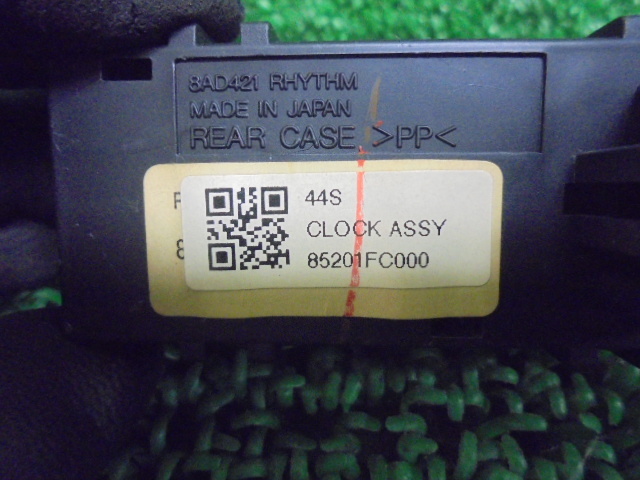 8AD421 RHYTHM
MADE IN JAPAN
REAR CASE >PP<
44S
CLOCK ASSY
85201FC000